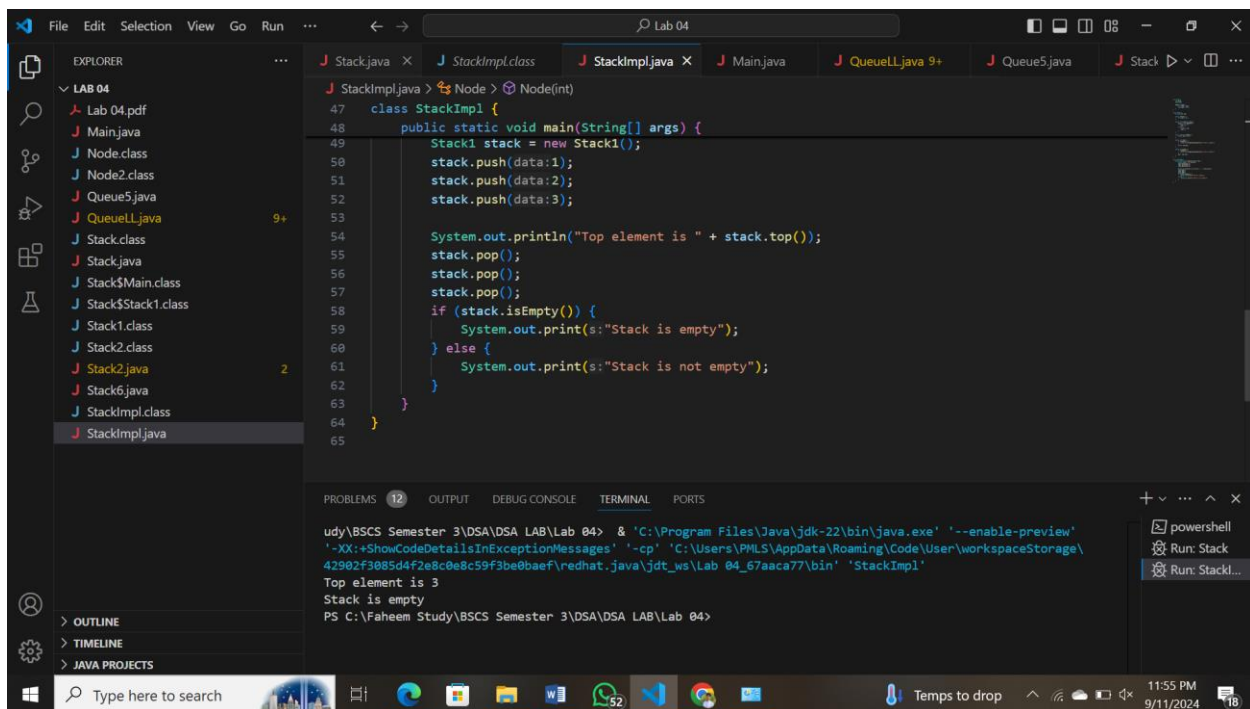 File Edit Selection View Go Run ··· ← → Lab 04
EXPLORER ···
LAB 04
Lab 04.pdf
J Main.java
J Node.class
J Node2.class
J Queue5.java
J QueueLL.java 9+
J Stack.class
J Stack.java
J Stack$Main.class
J Stack$Stack1.class
J Stack1.class
J Stack2.class
J Stack2.java 2
J Stack6.java
J StackImpl.class
J StackImpl.java
> OUTLINE
> TIMELINE
> JAVA PROJECTS
J Stack.java × J StackImpl.class J StackImpl.java × J Main.java J QueueLL.java 9+ J Queue5.java J Stack ···
J StackImpl.java > Node > Node(int)
47 class StackImpl {
48 public static void main(String[] args) {
49 Stack1 stack = new Stack1();
50 stack.push(data:1);
51 stack.push(data:2);
52 stack.push(data:3);
53
54 System.out.println("Top element is " + stack.top());
55 stack.pop();
56 stack.pop();
57 stack.pop();
58 if (stack.isEmpty()) {
59 System.out.print(s:"Stack is empty");
60 } else {
61 System.out.print(s:"Stack is not empty");
62 }
63 }
64 }
65
PROBLEMS 12 OUTPUT DEBUG CONSOLE TERMINAL PORTS
udy\BSCS Semester 3\DSA\DSA LAB\Lab 04> & 'C:\Program Files\Java\jdk-22\bin\java.exe' '--enable-preview'
'-XX:+ShowCodeDetailsInExceptionMessages' '-cp' 'C:\Users\PMLS\AppData\Roaming\Code\User\workspaceStorage\
42902f3085d4f2e8c0e8c59f3be0baef\redhat.java\jdt_ws\Lab 04_67aaca77\bin' 'StackImpl'
Top element is 3
Stack is empty
PS C:\Faheem Study\BSCS Semester 3\DSA\DSA LAB\Lab 04>
powershell
Run: Stack
Run: StackI...
Type here to search
52
Temps to drop
11:55 PM
9/11/2024
18